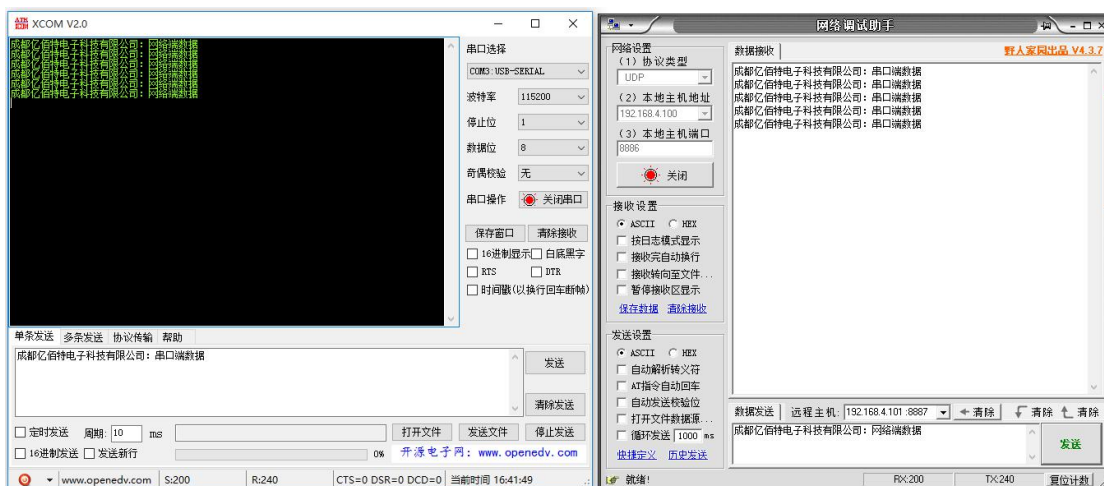 XCOM V2.0
成都亿佰特电子科技有限公司: 网络端数据
成都亿佰特电子科技有限公司: 网络端数据
成都亿佰特电子科技有限公司: 网络端数据
成都亿佰特电子科技有限公司: 网络端数据
成都亿佰特电子科技有限公司: 网络端数据
成都亿佰特电子科技有限公司: 网络端数据
串口选择
COM3:USB-SERIAL
波特率 115200
停止位 1
数据位 8
奇偶校验 无
串口操作 关闭串口
保存窗口 清除接收
16进制显示 白底黑字
RTS DTR
时间戳(以换行回车断帧)
单条发送 多条发送 协议传输 帮助
成都亿佰特电子科技有限公司: 串口端数据
发送
清除发送
定时发送 周期: 10 ms 打开文件 发送文件 停止发送
16进制发送 发送新行 0% 开源电子网: www.openedv.com
www.openedv.com S:200 R:240 CTS=0 DSR=0 DCD=0 当前时间 16:41:49
网络调试助手
网络设置
(1) 协议类型
UDP
(2) 本地主机地址
192.168.4.100
(3) 本地主机端口
8886
关闭
接收设置
ASCII HEX
按日志模式显示
接收完自动换行
接收转向至文件...
暂停接收区显示
保存数据 清除接收
发送设置
ASCII HEX
自动解析转义符
AT指令自动回车
自动发送校验位
打开文件数据源...
循环发送 1000 ms
快捷定义 历史发送
数据接收 野人家园出品 V4.3.7
成都亿佰特电子科技有限公司: 串口端数据
成都亿佰特电子科技有限公司: 串口端数据
成都亿佰特电子科技有限公司: 串口端数据
成都亿佰特电子科技有限公司: 串口端数据
成都亿佰特电子科技有限公司: 串口端数据
数据发送 远程主机: 192.168.4.101 :8887 清除 清除 清除
成都亿佰特电子科技有限公司: 网络端数据
发送
就绪! RX:200 TX:240 复位计数